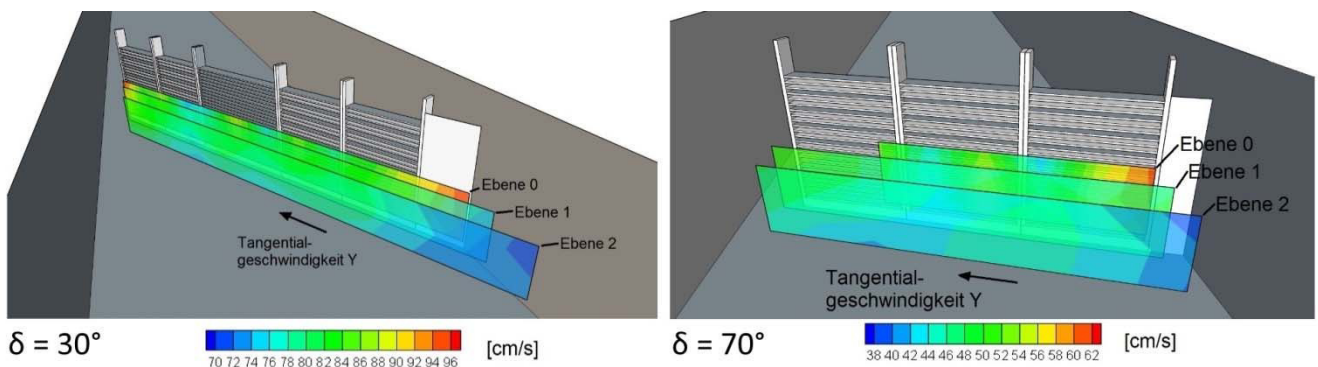 Ebene 0
Ebene 1
Ebene 2
Tangential-
geschwindigkeit Y
δ = 30°
70 72 74 76 78 80 82 84 86 88 90 92 94 96
[cm/s]
Ebene 0
Ebene 1
Ebene 2
Tangential-
geschwindigkeit Y
δ = 70°
38 40 42 44 46 48 50 52 54 56 58 60 62
[cm/s]